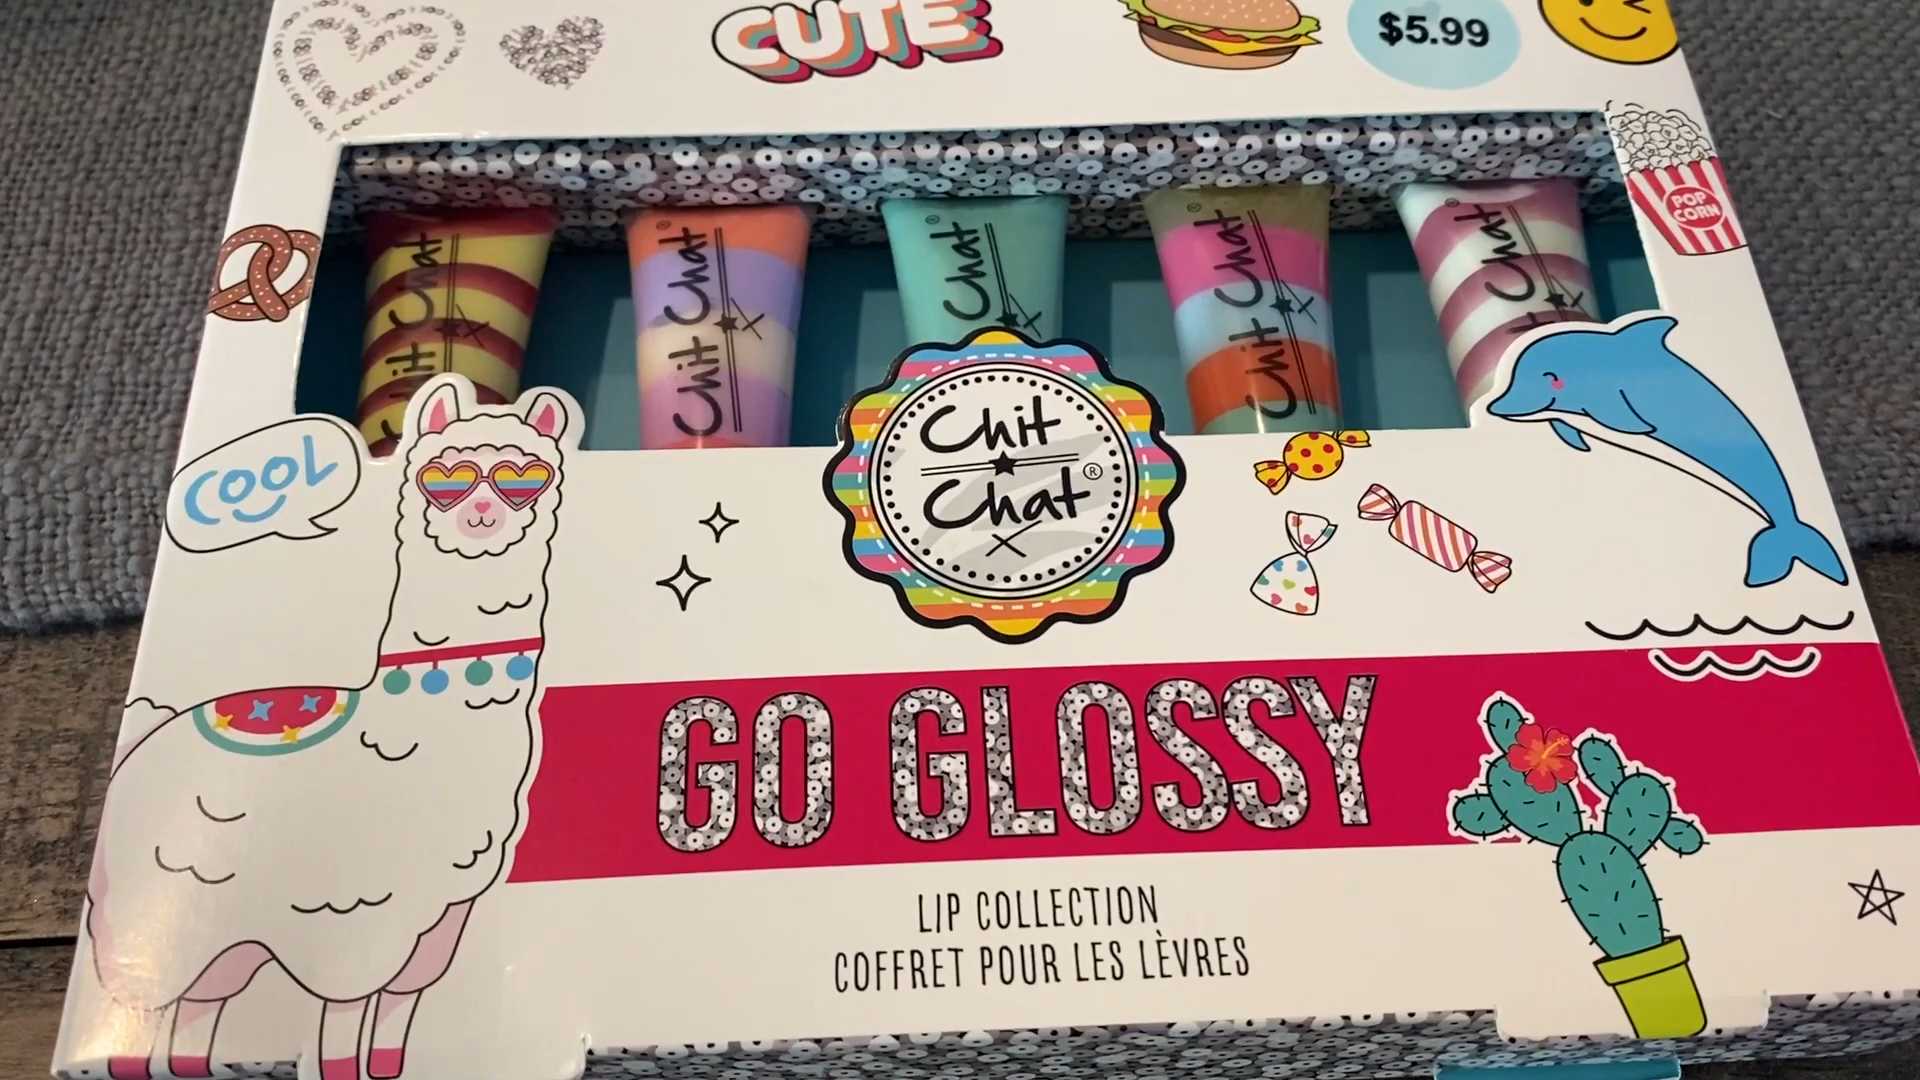 CUTE
$5.99
POP
CORN
Chit Chat
Chit Chat
Chat
Chit Chat
Chit Chat
COOL
Chit
Chat®
GO GLOSSY
LIP COLLECTION
COFFRET POUR LES LÈVRES